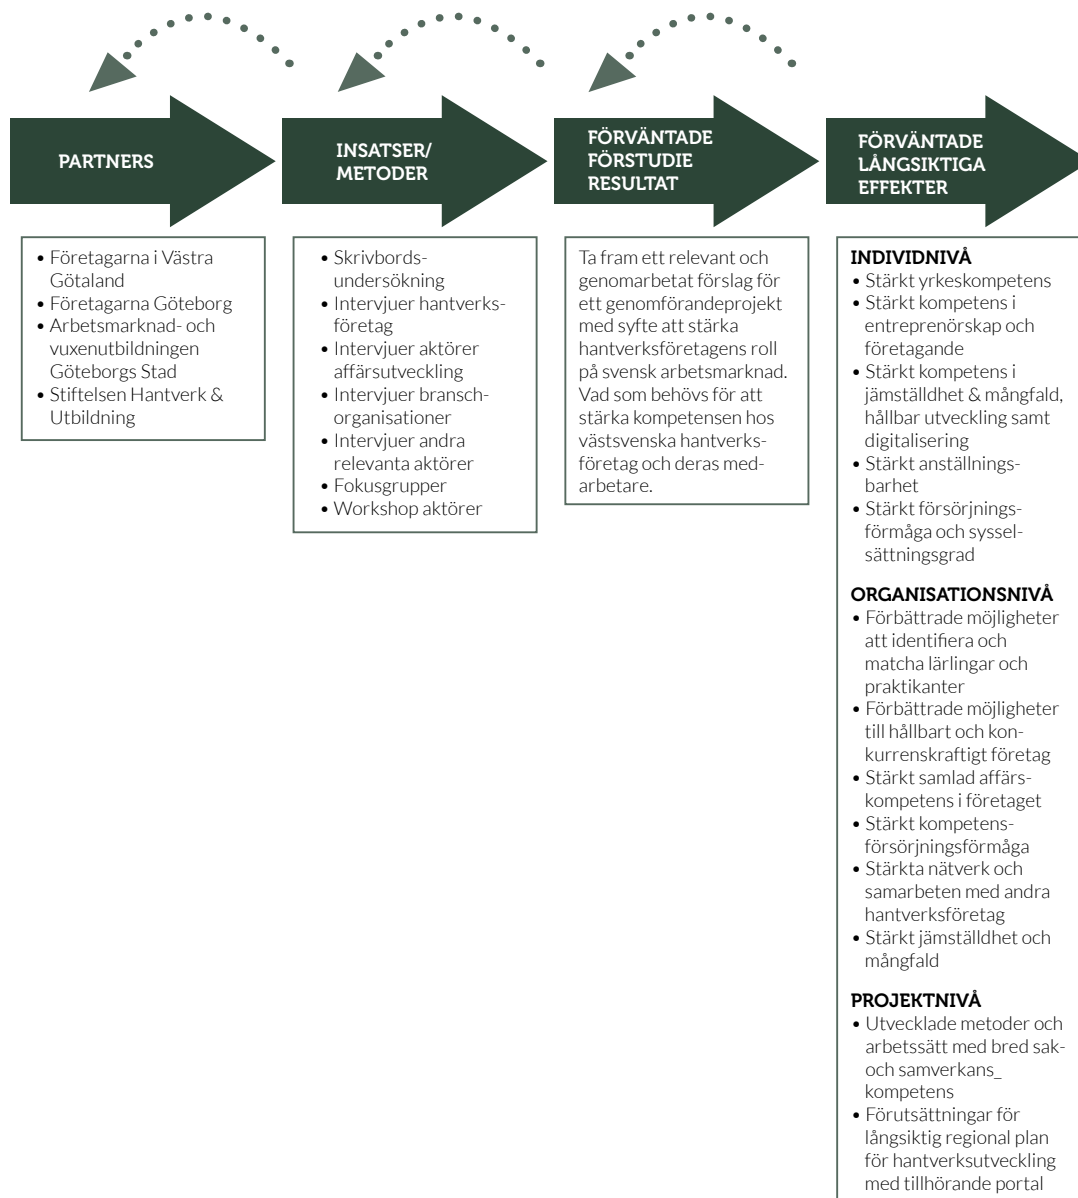 PARTNERS
INSATSER/
METODER
FÖRVÄNTADE
FÖRSTUDIE
RESULTAT
FÖRVÄNTADE
LÅNGSIKTIGA
EFFEKTER
• Företagarna i Västra
Götaland
• Företagarna Göteborg
• Arbetsmarknad- och
vuxenutbildningen
Göteborgs Stad
• Stiftelsen Hantverk &
Utbildning
• Skrivbords-
undersökning
• Intervjuer hantverks-
företag
• Intervjuer aktörer
affärsutveckling
• Intervjuer bransch-
organisationer
• Intervjuer andra
relevanta aktörer
• Fokusgrupper
• Workshop aktörer
Ta fram ett relevant och
genomarbetat förslag för
ett genomförandeprojekt
med syfte att stärka
hantverksföretagens roll
på svensk arbetsmarknad.
Vad som behövs för att
stärka kompetensen hos
västsvenska hantverks-
företag och deras med-
arbetare.
INDIVIDNIVÅ
• Stärkt yrkeskompetens
• Stärkt kompetens i
entreprenörskap och
företagande
• Stärkt kompetens i
jämställdhet & mångfald,
hållbar utveckling samt
digitalisering
• Stärkt anställnings-
barhet
• Stärkt försörjnings-
förmåga och syssel-
sättningsgrad
ORGANISATIONSNIVÅ
• Förbättrade möjligheter
att identifiera och
matcha lärlingar och
praktikanter
• Förbättrade möjligheter
till hållbart och kon-
kurrenskraftigt företag
• Stärkt samlad affärs-
kompetens i företaget
• Stärkt kompetens-
försörjningsförmåga
• Stärkta nätverk och
samarbeten med andra
hantverksföretag
• Stärkt jämställdhet och
mångfald
PROJEKTNIVÅ
• Utvecklade metoder och
arbetssätt med bred sak-
och samverkans_
kompetens
• Förutsättningar för
långsiktig regional plan
för hantverksutveckling
med tillhörande portal